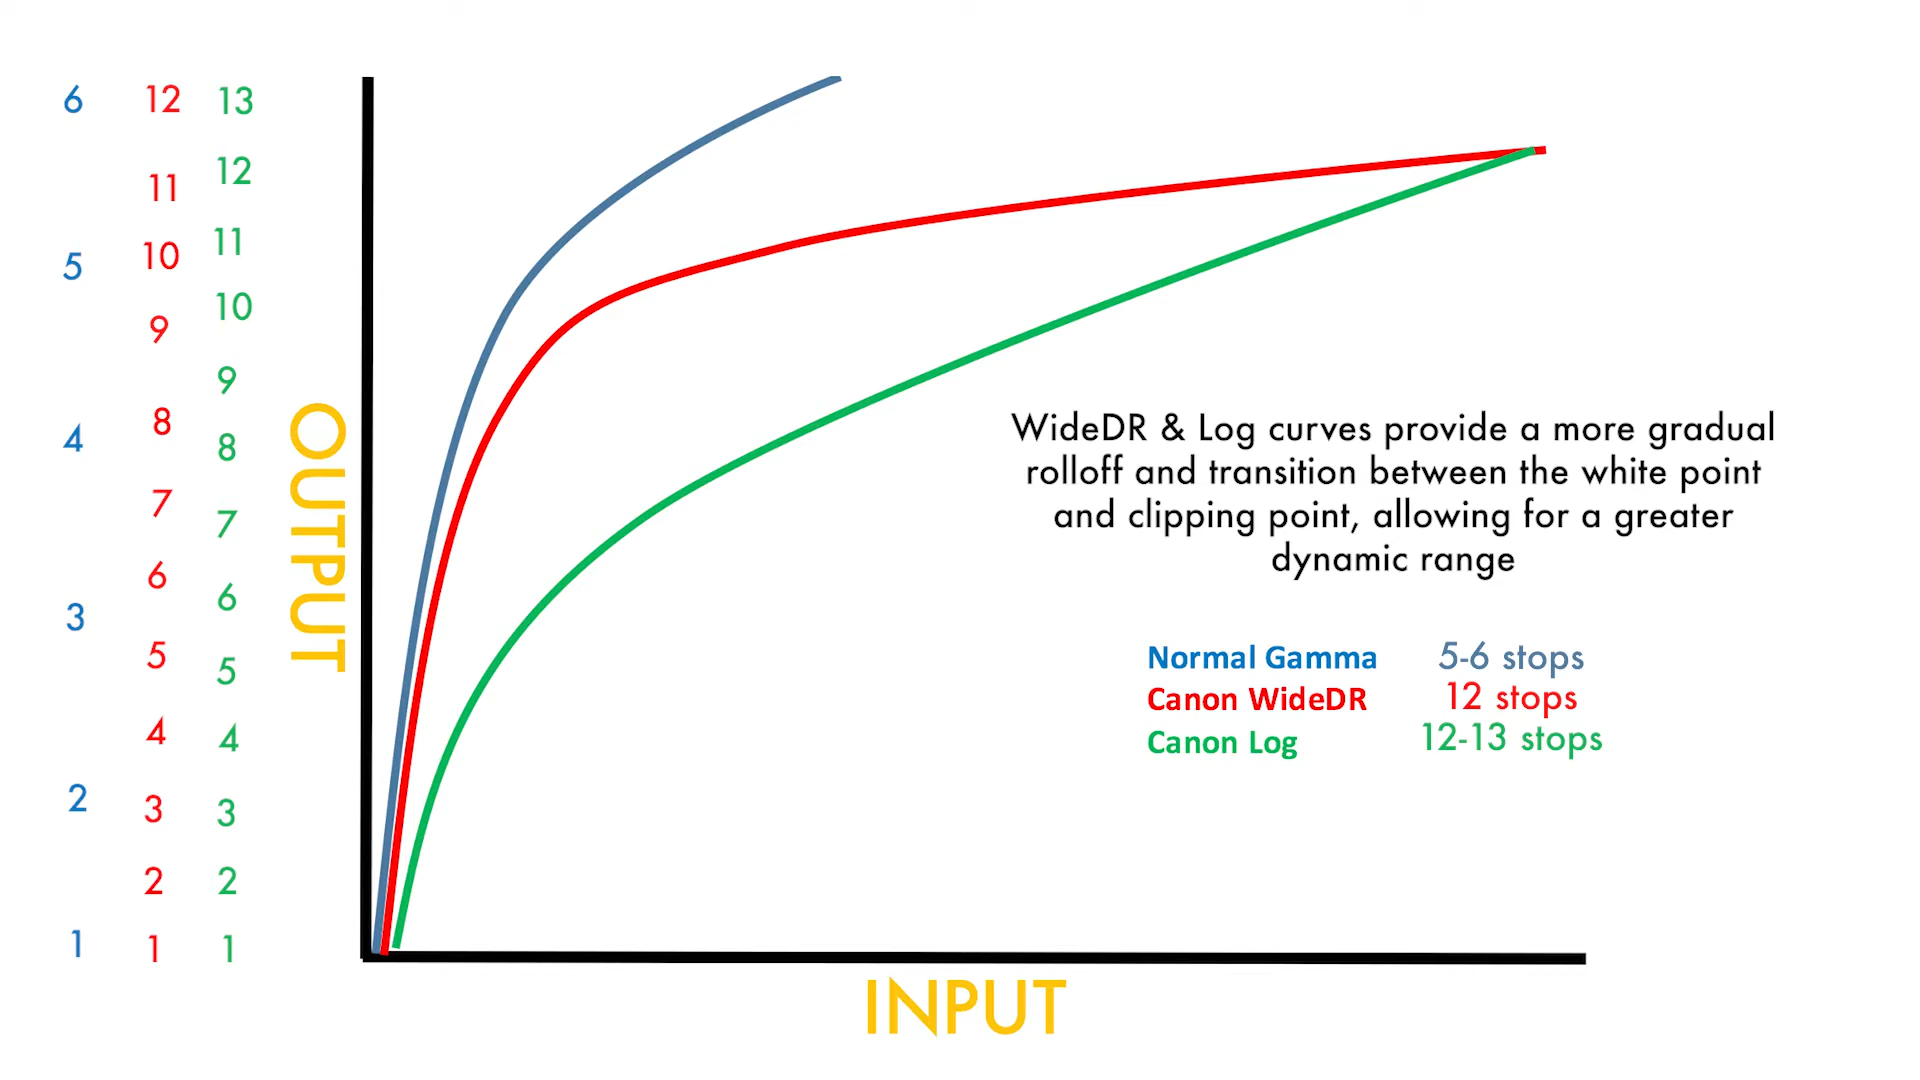 6 12 13
12
11
11
10
5
10
9
9
8
4
8
7
7
6
6
3
5
5
4
4
2
3
3
2
2
1
1
1
OUTPUT
WideDR & Log curves provide a more gradual
rolloff and transition between the white point
and clipping point, allowing for a greater
dynamic range
Normal Gamma 5-6 stops
Canon WideDR 12 stops
Canon Log 12-13 stops
INPUT